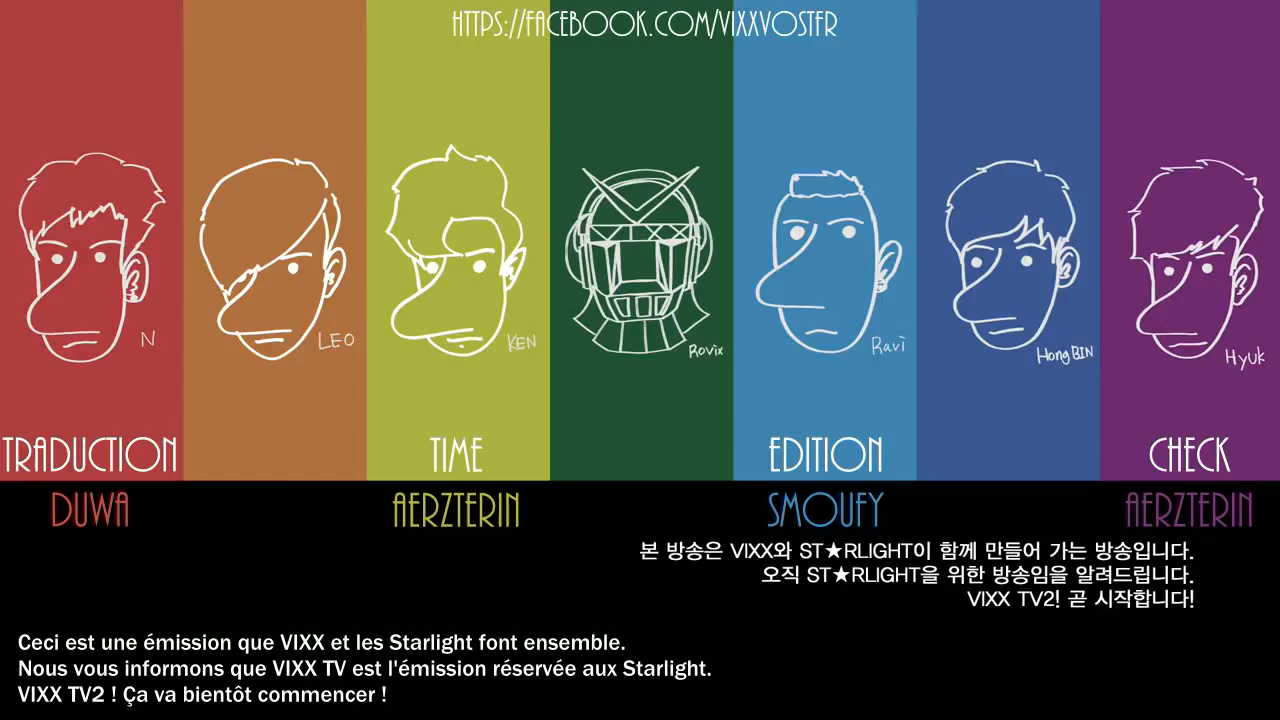 HTTPS://FACEBOOK.COM/VIXXVOSTFR
N
LEO
KEN
Rovix
Ravi
HongBIN
Hyuk
TRADUCTION
TIME
EDITION
CHECK
DUWA
AERZTERIN
SMOUFY
AERZTERIN
본 방송은 VIXX와 ST★RLIGHT이 함께 만들어 가는 방송입니다.
오직 ST★RLIGHT을 위한 방송임을 알려드립니다.
VIXX TV2! 곧 시작합니다!
Ceci est une émission que VIXX et les Starlight font ensemble.
Nous vous informons que VIXX TV est l'émission réservée aux Starlight.
VIXX TV2 ! Ça va bientôt commencer !